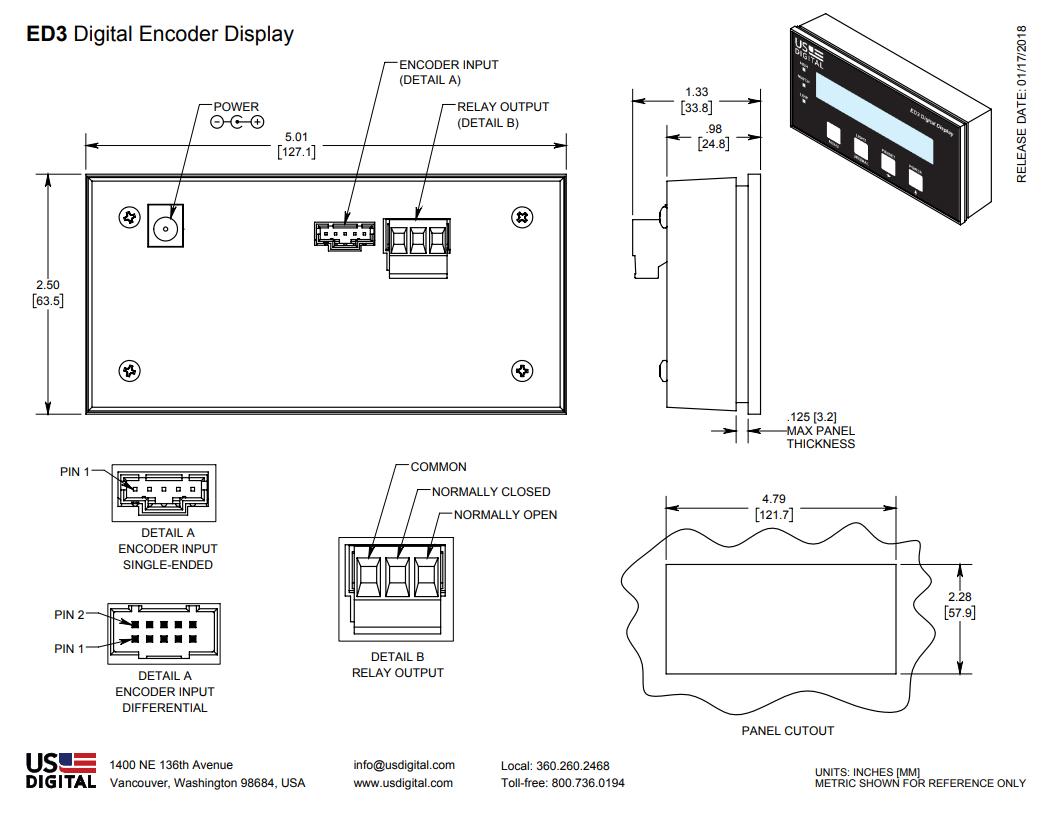 ED3 Digital Encoder Display
RELEASE DATE: 01/17/2018
ENCODER INPUT
(DETAIL A)
POWER
RELAY OUTPUT
(DETAIL B)
5.01
[127.1]
2.50
[63.5]
1.33
[33.8]
.98
[24.8]
.125 [3.2]
MAX PANEL
THICKNESS
US
DIGITAL
ED3 Digital Display
PIN 1
DETAIL A
ENCODER INPUT
SINGLE-ENDED
PIN 2
PIN 1
DETAIL A
ENCODER INPUT
DIFFERENTIAL
COMMON
NORMALLY CLOSED
NORMALLY OPEN
DETAIL B
RELAY OUTPUT
4.79
[121.7]
2.28
[57.9]
PANEL CUTOUT
US
DIGITAL
1400 NE 136th Avenue
Vancouver, Washington 98684, USA
info@usdigital.com
www.usdigital.com
Local: 360.260.2468
Toll-free: 800.736.0194
UNITS: INCHES [MM]
METRIC SHOWN FOR REFERENCE ONLY